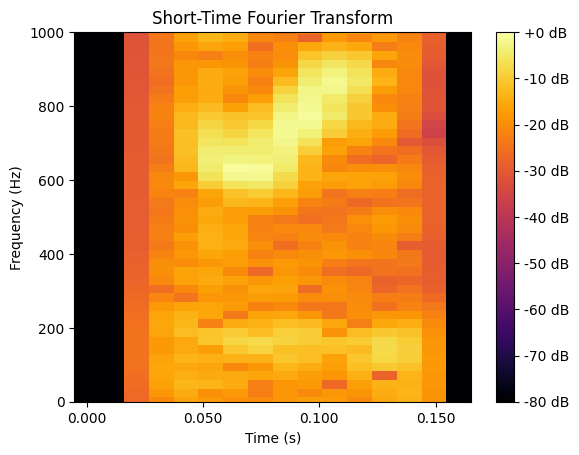 Short-Time Fourier Transform
1000
800
600
400
200
0
Frequency (Hz)
0.000
0.050
0.100
0.150
Time (s)
+0 dB
-10 dB
-20 dB
-30 dB
-40 dB
-50 dB
-60 dB
-70 dB
-80 dB